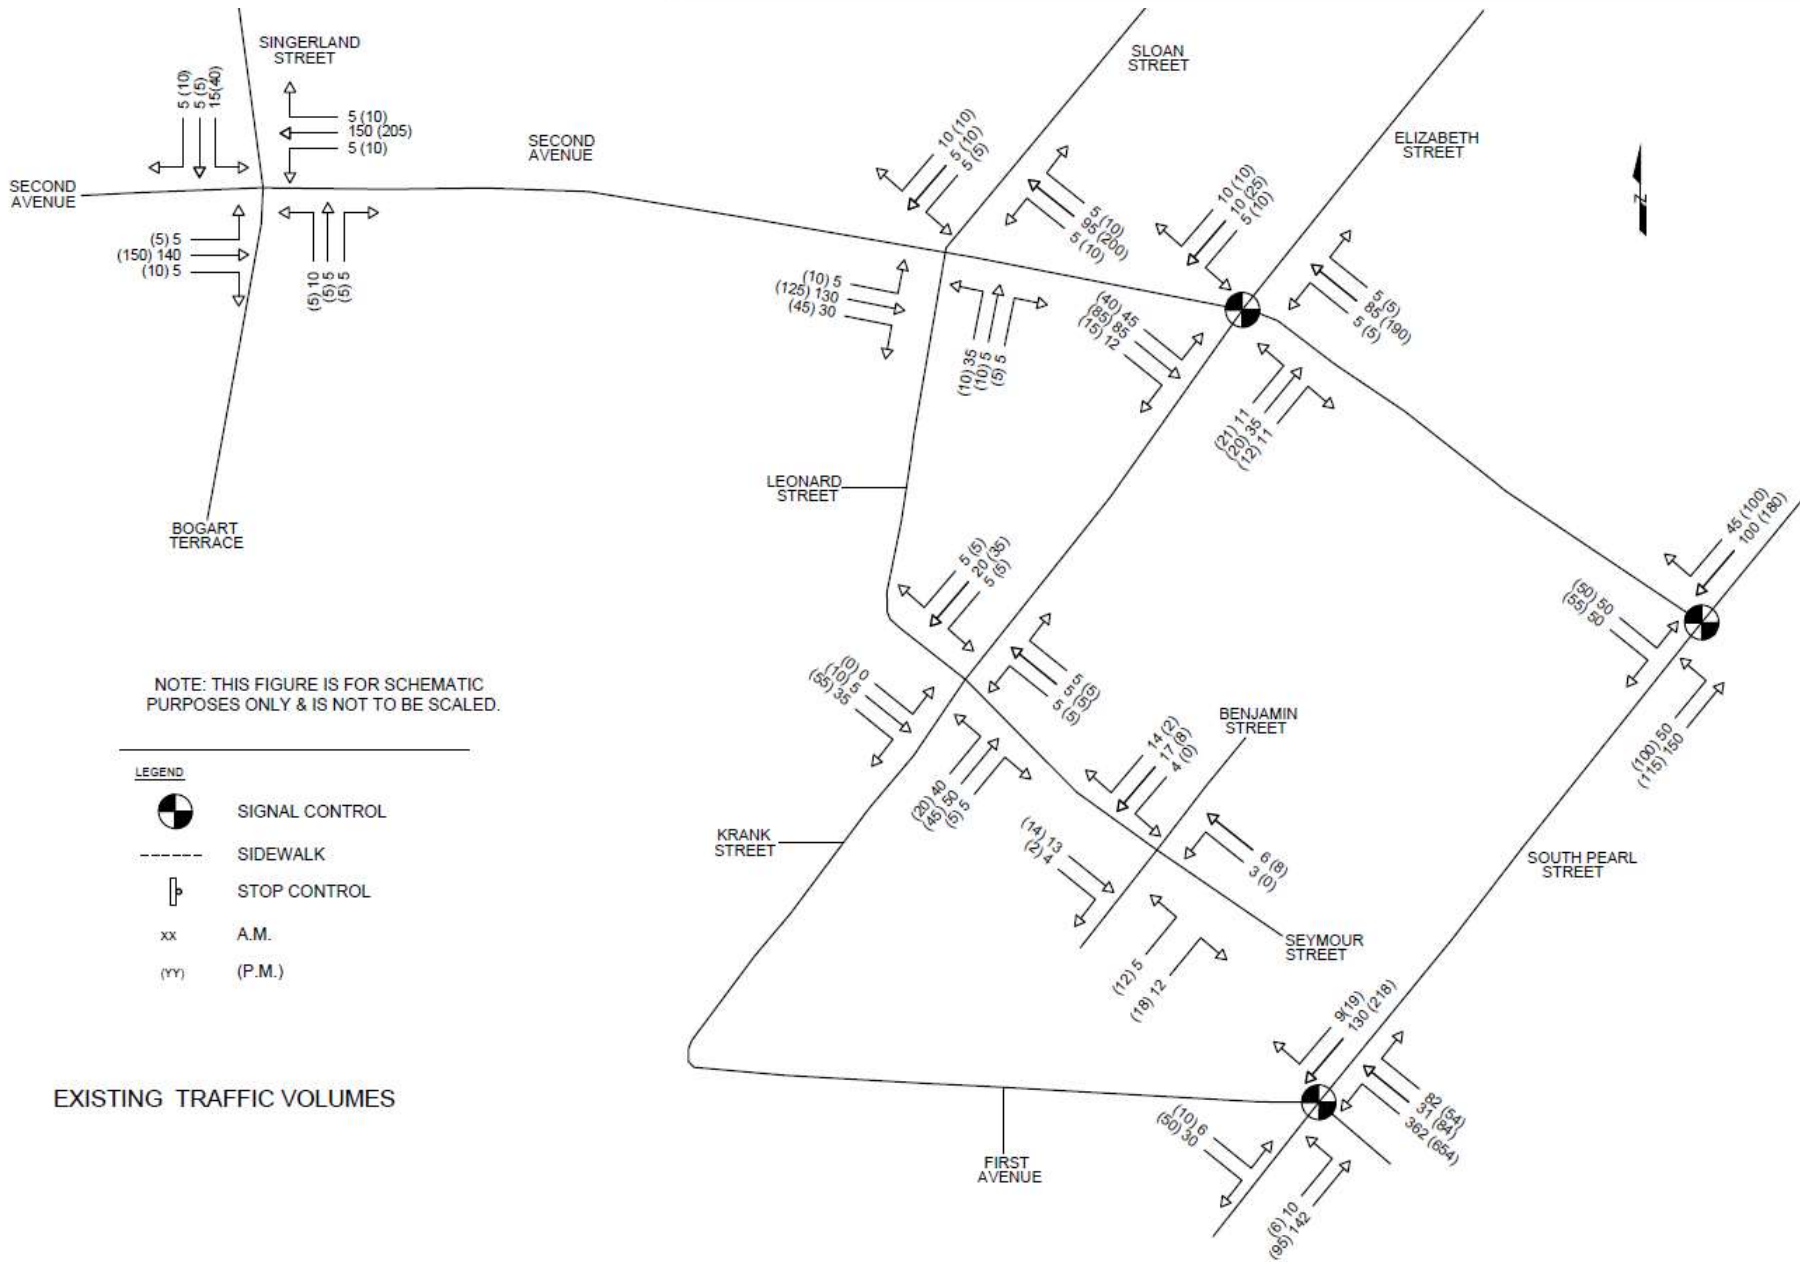 SINGERLAND
STREET
5 (10)
5 (5)
15(40)
5 (10)
150 (205)
5 (10)
SECOND
AVENUE
SECOND
AVENUE
(5) 5
(150) 140
(10) 5
(5) 10
(5) 5
(5) 5
BOGART
TERRACE
SLOAN
STREET
10 (10)
5 (10)
5 (5)
5 (10)
95 (200)
5 (10)
(10) 5
(125) 130
(45) 30
(10) 35
(10) 5
(5) 5
ELIZABETH
STREET
10 (10)
10 (25)
5 (10)
5 (5)
85 (190)
5 (5)
(40) 45
(85) 85
(15) 12
(21) 11
(20) 35
(12) 11
N
LEONARD
STREET
5 (5)
20 (35)
5 (5)
(0) 0
(10) 5
(55) 35
5 (5)
5 (5)
5 (5)
(20) 40
(45) 50
(5) 5
45 (100)
100 (180)
(50) 50
(55) 50
(100) 50
(115) 150
BENJAMIN
STREET
14 (2)
17 (8)
4 (0)
(14) 13
(2) 4
6 (8)
3 (0)
(12) 5
(18) 12
SEYMOUR
STREET
KRANK
STREET
SOUTH PEARL
STREET
9(19)
130 (218)
82 (54)
31 (84)
362 (654)
(10) 6
(50) 30
(6) 10
(95) 142
FIRST
AVENUE
NOTE: THIS FIGURE IS FOR SCHEMATIC
PURPOSES ONLY & IS NOT TO BE SCALED.
LEGEND
SIGNAL CONTROL
SIDEWALK
STOP CONTROL
XX A.M.
(YY) (P.M.)
EXISTING TRAFFIC VOLUMES